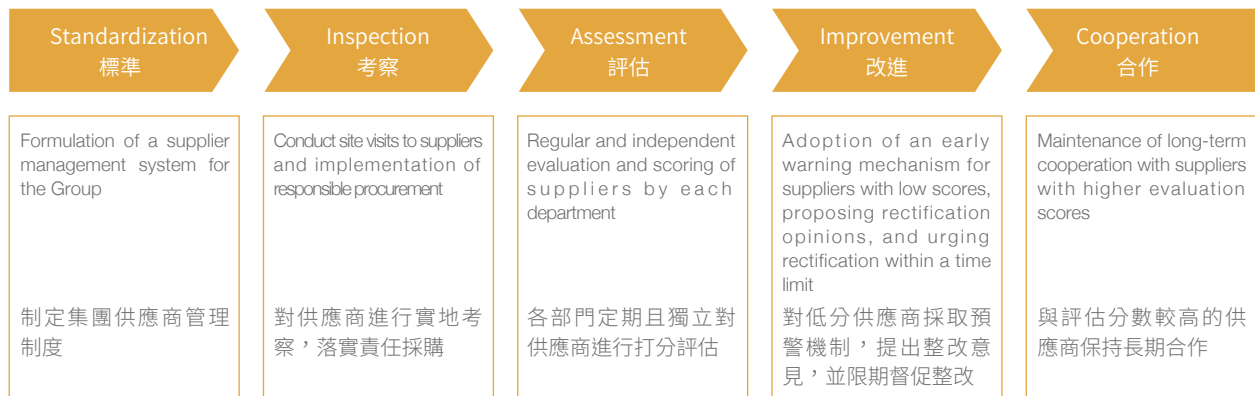 Standardization
標準
Inspection
考察
Assessment
評估
Improvement
改進
Cooperation
合作
Formulation of a supplier
management system for
the Group
制定集團供應商管理
制度
Conduct site visits to suppliers
and implementation of
responsible procurement
對供應商進行實地考
察，落實責任採購
Regular and independent
evaluation and scoring of
suppliers by each
department
各部門定期且獨立對
供應商進行打分評估
Adoption of an early
warning mechanism for
suppliers with low scores,
proposing rectification
opinions, and urging
rectification within a time
limit
對低分供應商採取預
警機制，提出整改意
見，並限期督促整改
Maintenance of long-term
cooperation with suppliers
with higher evaluation
scores
與評估分數較高的供
應商保持長期合作